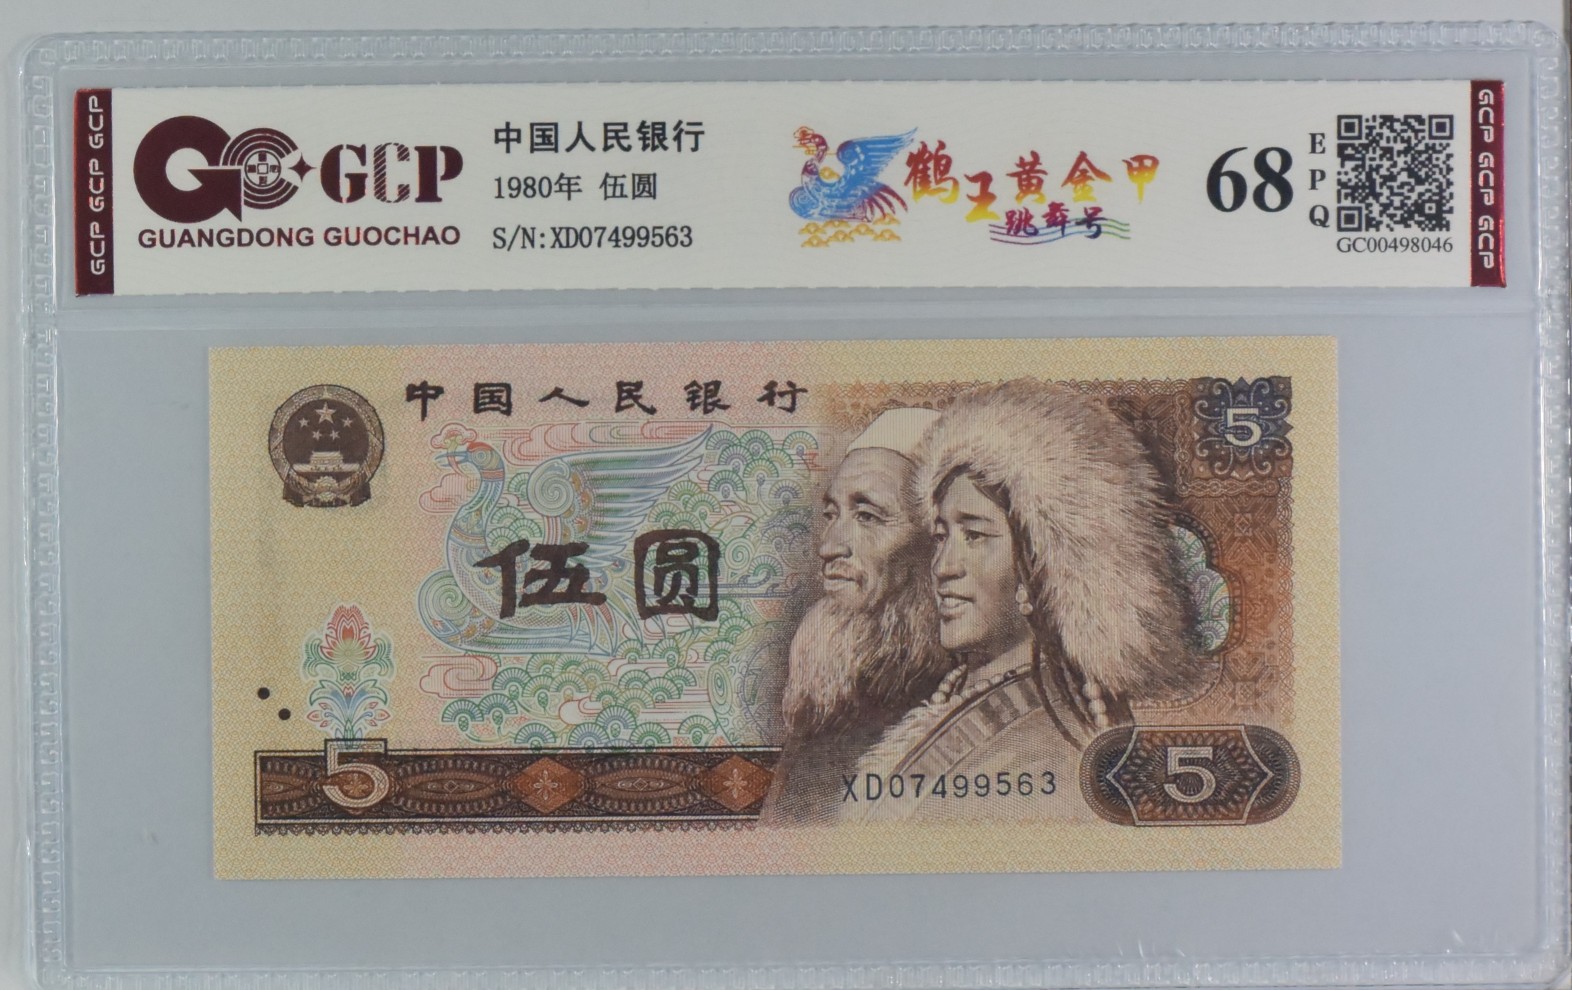 GCP GCP GCP
GCP
GUANGDONG GUOCHAO
中国人民银行
1980年 伍圆
S/N:XD07499563
鹤王黄金甲
跳舞号
68
EPQ
GC00498046
GCP GCP GCP
中国人民银行
5
伍圆
5
XD07499563
5